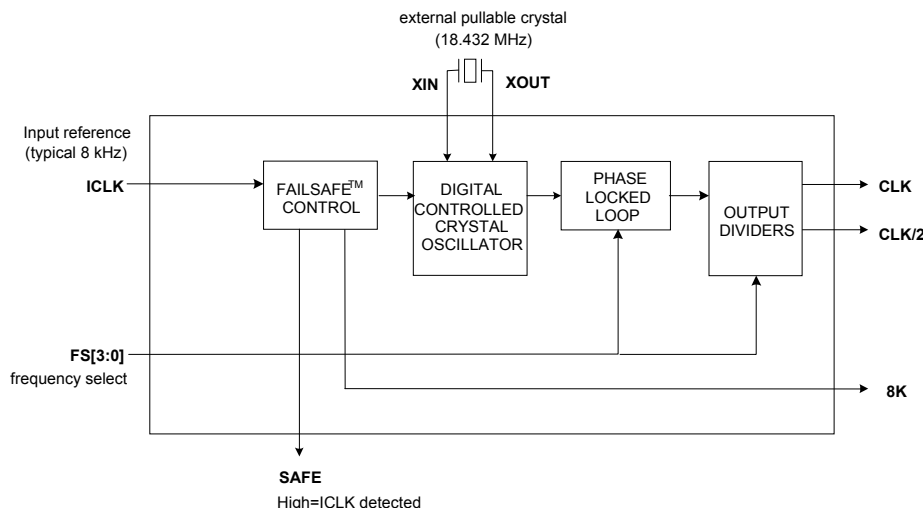 external pullable crystal
(18.432 MHz)
XIN
XOUT
Input reference
(typical 8 kHz)
ICLK
FAILSAFE™
CONTROL
DIGITAL
CONTROLLED
CRYSTAL
OSCILLATOR
PHASE
LOCKED
LOOP
OUTPUT
DIVIDERS
CLK
CLK/2
FS[3:0]
frequency select
8K
SAFE
High=ICLK detected